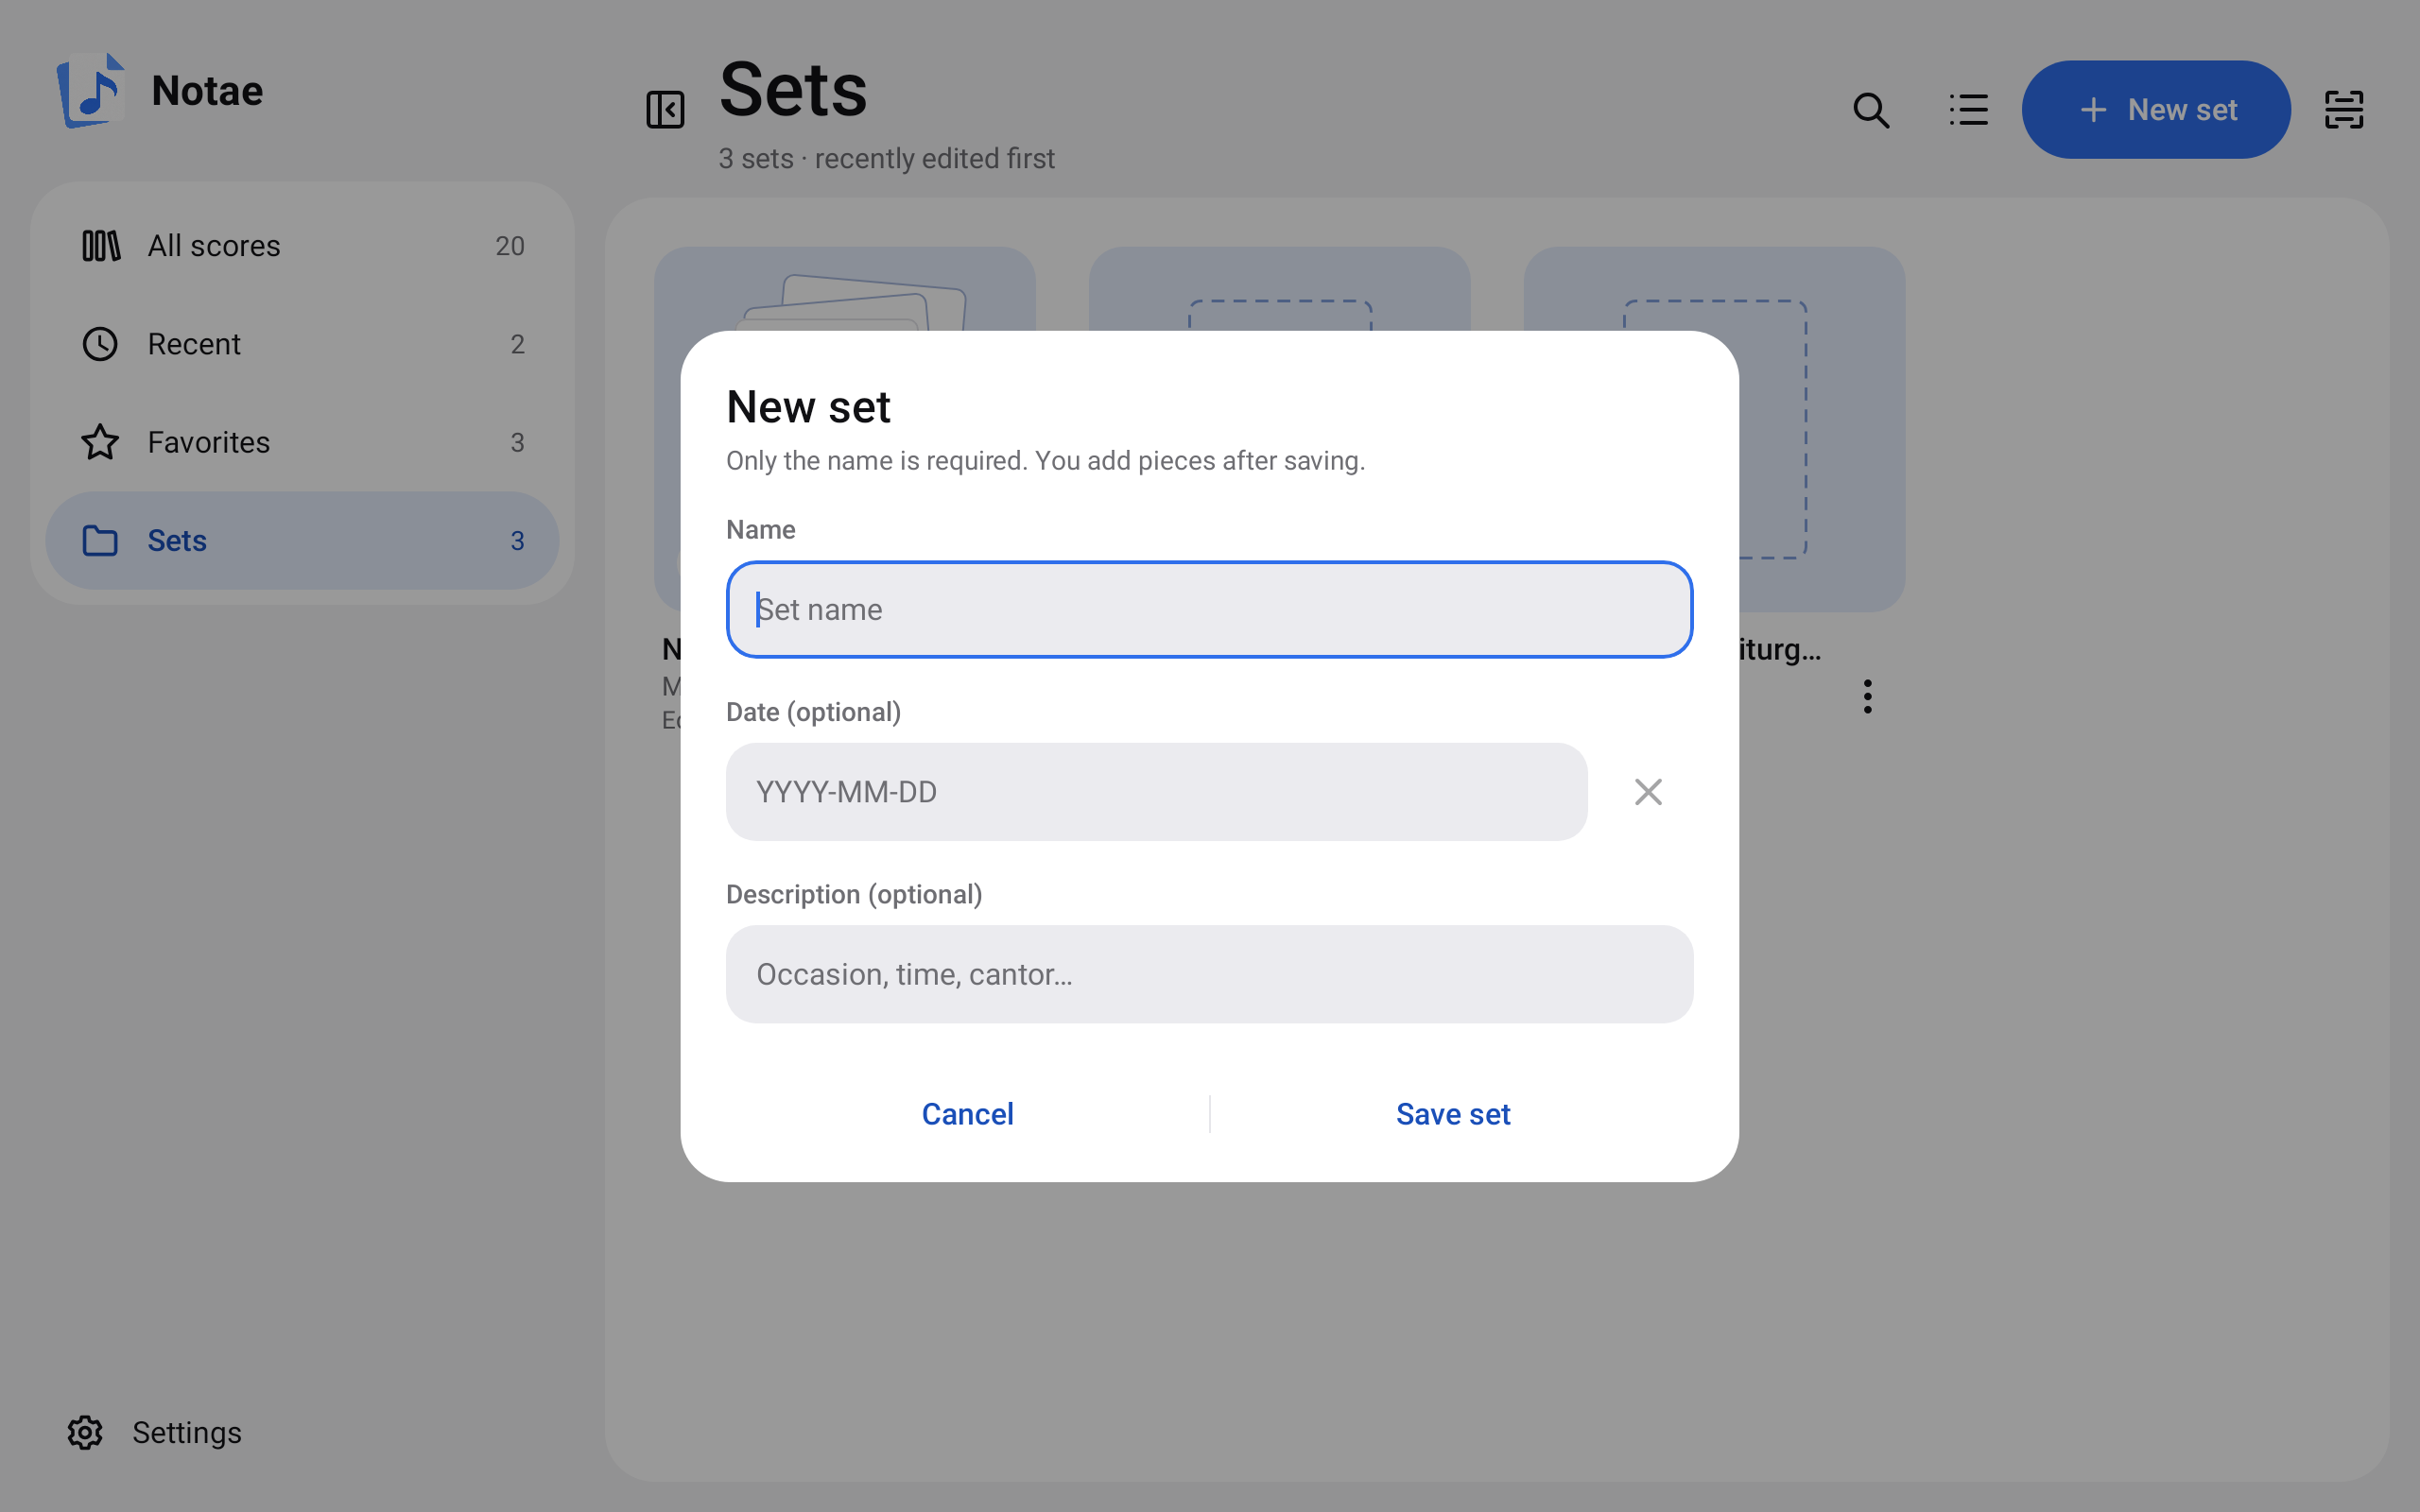 Notae
Sets
3 sets · recently edited first
New set
All scores 20
Recent 2
Favorites 3
Sets 3
New set
Only the name is required. You add pieces after saving.
Name
Set name
Date (optional)
YYYY-MM-DD
Description (optional)
Occasion, time, cantor…
Cancel
Save set
iturg…
Settings